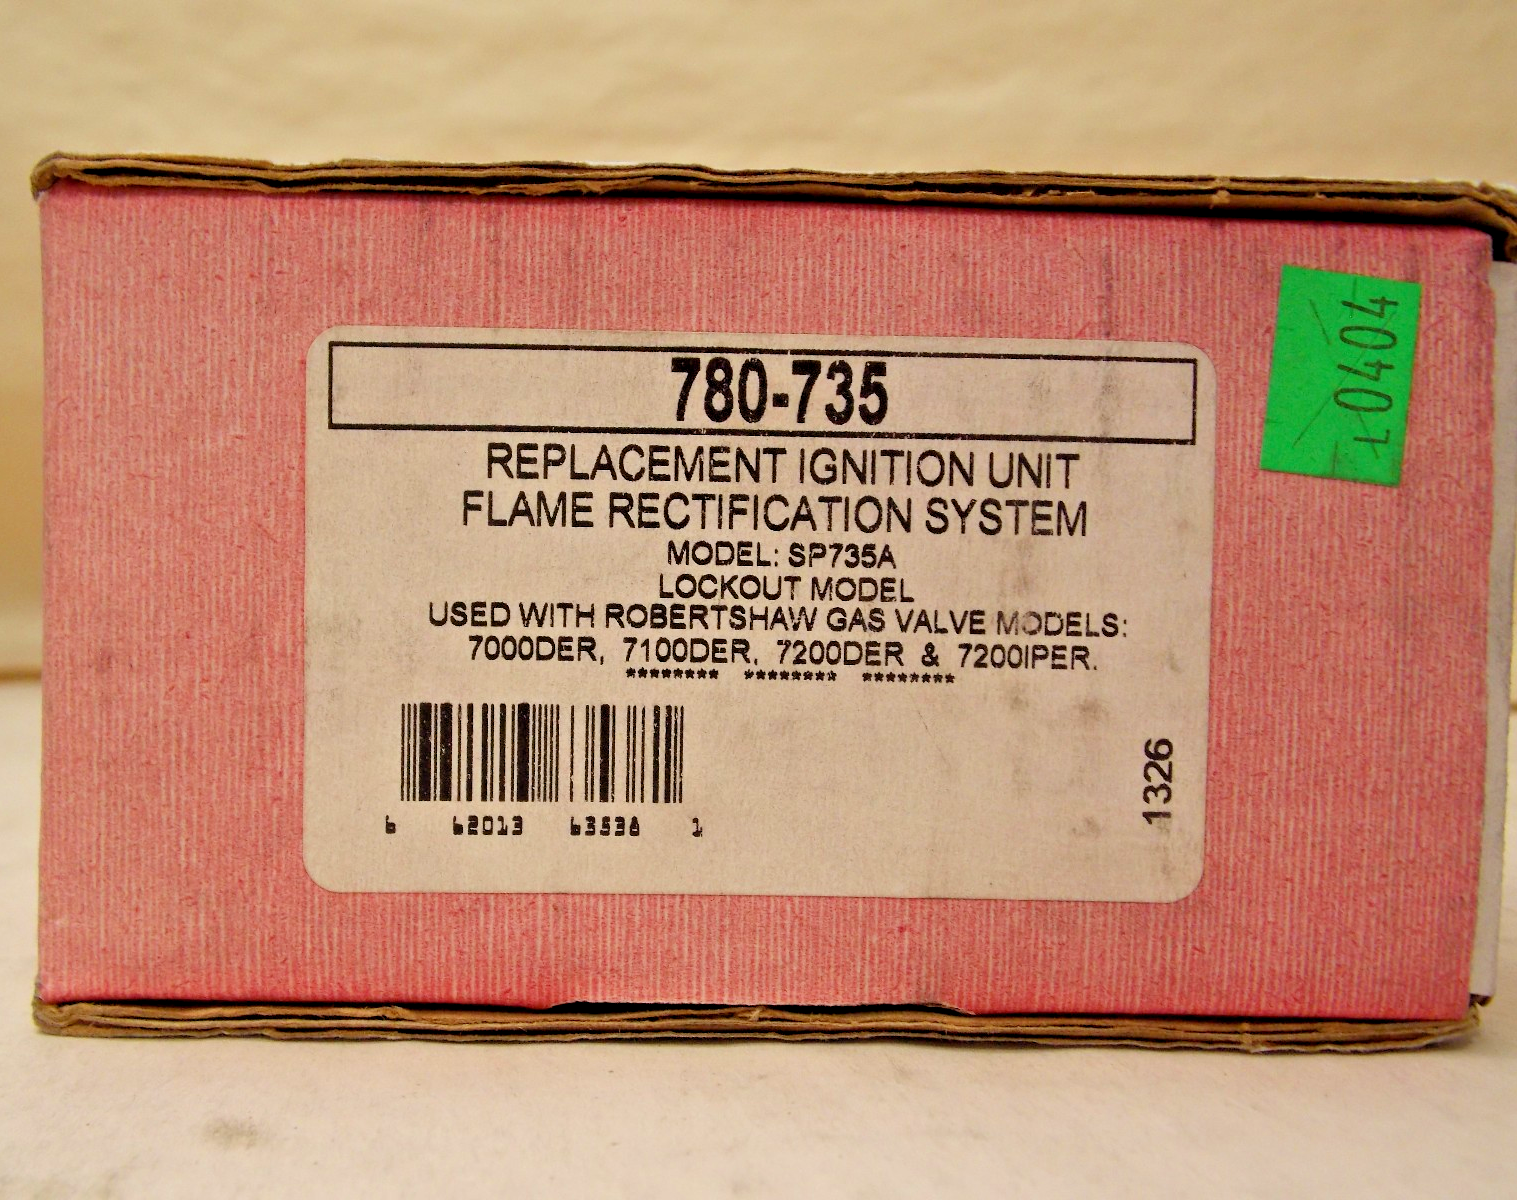 780-735
REPLACEMENT IGNITION UNIT
FLAME RECTIFICATION SYSTEM
MODEL: SP735A
LOCKOUT MODEL
USED WITH ROBERTSHAW GAS VALVE MODELS:
7000DER, 7100DER, 7200DER & 7200IPER.
******** ******** ********
6 62013 63538 1
1326
L0404